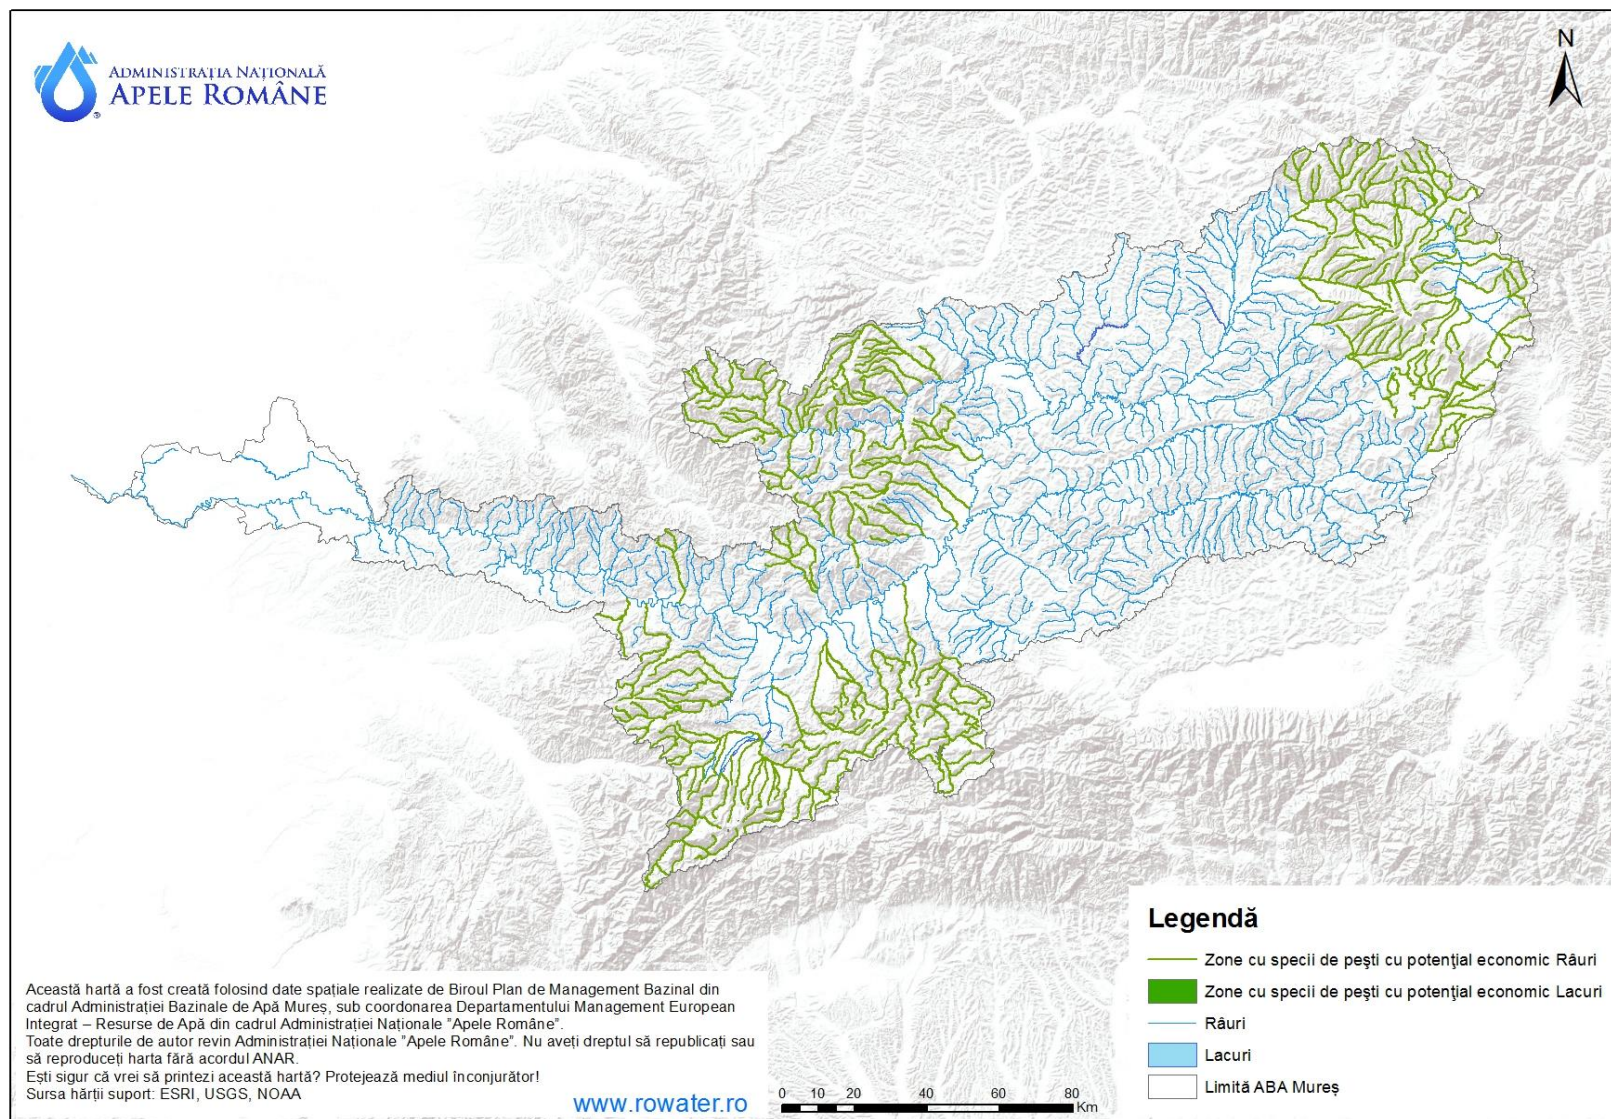 ADMINISTRAȚIA NAȚIONALĂ
APELE ROMÂNE
®
N
Legendă
Zone cu specii de peşti cu potenţial economic Râuri
Zone cu specii de peşti cu potenţial economic Lacuri
Râuri
Lacuri
Limită ABA Mureș
Această hartă a fost creată folosind date spațiale realizate de Biroul Plan de Management Bazinal din
cadrul Administrației Bazinale de Apă Mureș, sub coordonarea Departamentului Management European
Integrat – Resurse de Apă din cadrul Administrației Naționale "Apele Române".
Toate drepturile de autor revin Administrației Naționale "Apele Române". Nu aveți dreptul să republicați sau
să reproduceți harta fără acordul ANAR.
Ești sigur că vrei să printezi această hartă? Protejează mediul înconjurător!
Sursa hărții suport: ESRI, USGS, NOAA
www.rowater.ro
0 10 20 40 60 80
Km